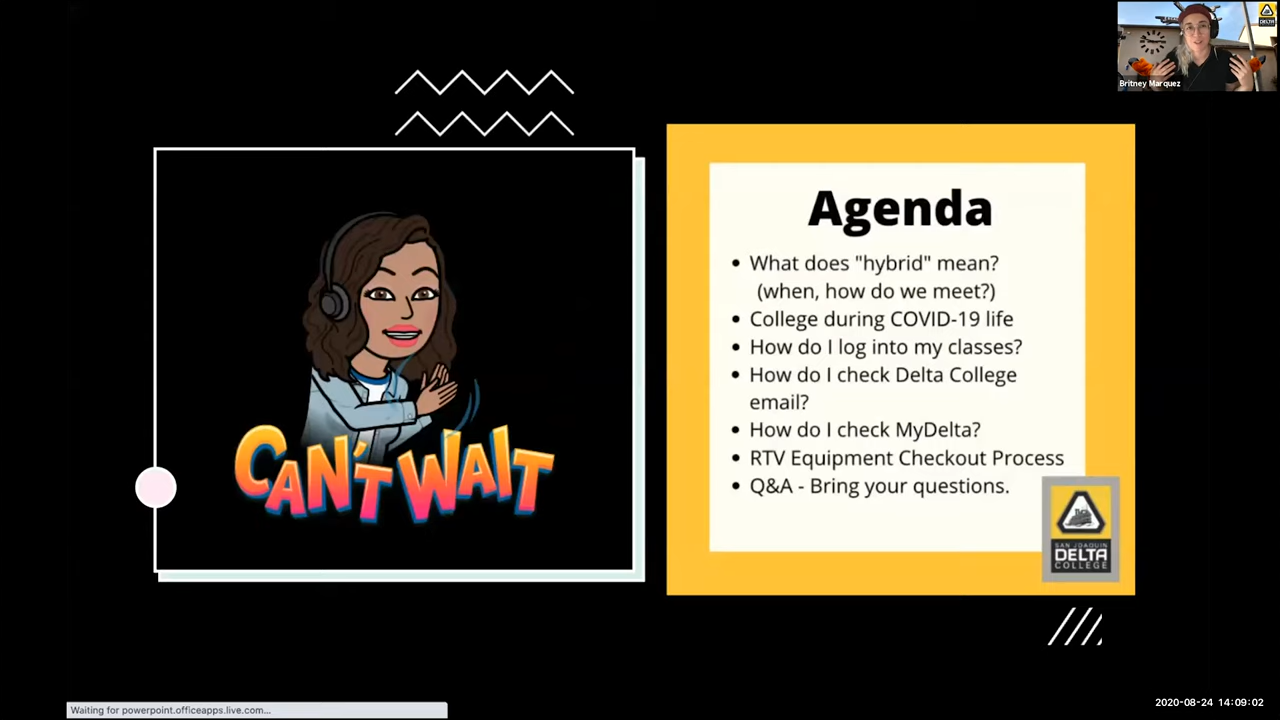 DELTA
Britney Marquez
CAN'T WAIT
Agenda
• What does "hybrid" mean?
(when, how do we meet?)
• College during COVID-19 life
• How do I log into my classes?
• How do I check Delta College
email?
• How do I check MyDelta?
• RTV Equipment Checkout Process
• Q&A - Bring your questions.
SAN JOAQUIN
DELTA
COLLEGE
Waiting for powerpoint.officeapps.live.com...
2020-08-24 14:09:02